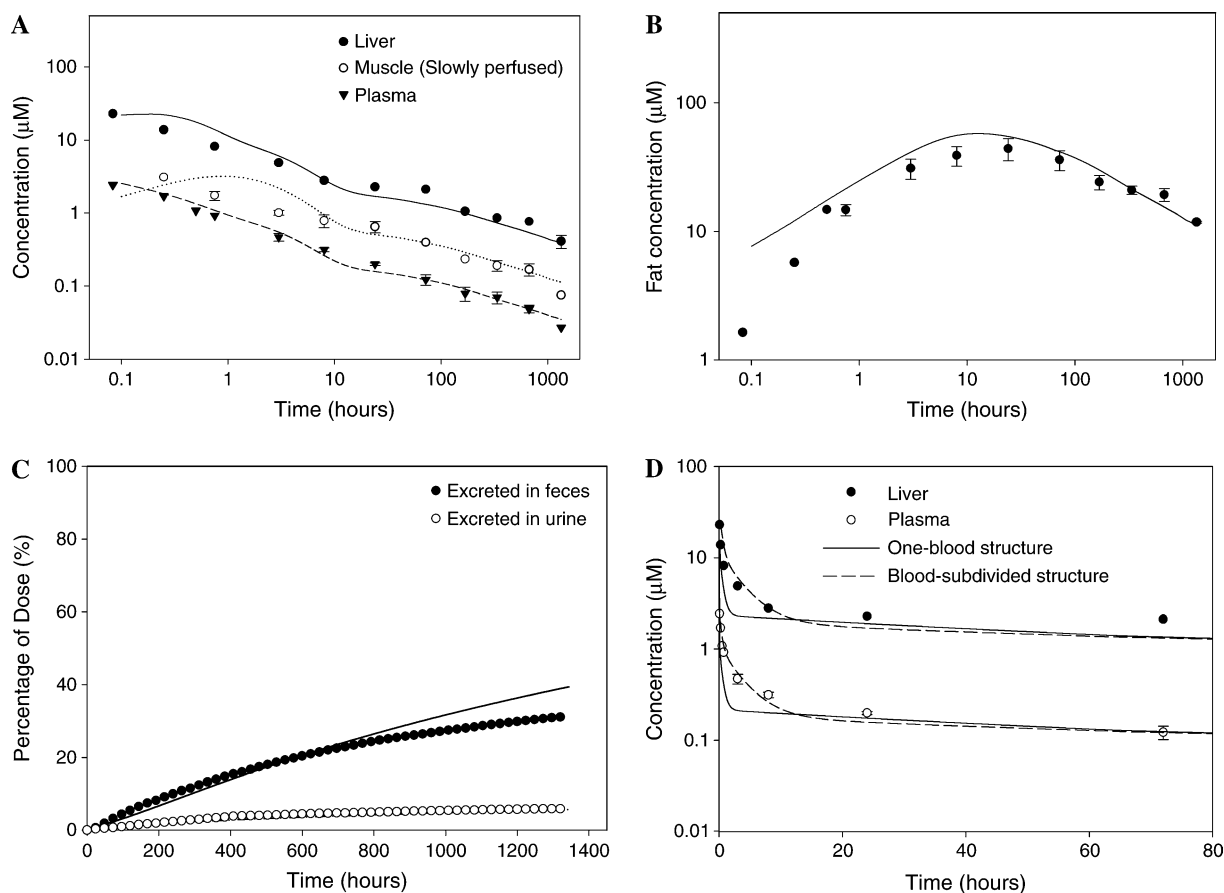 A
Concentration (μM)
100
10
1
0.1
0.01
Liver
Muscle (Slowly perfused)
Plasma
0.1 1 10 100 1000
Time (hours)
B
Fat concentration (μM)
100
10
1
0.1 1 10 100 1000
Time (hours)
C
Percentage of Dose (%)
100
80
60
40
20
0
Excreted in feces
Excreted in urine
0 200 400 600 800 1000 1200 1400
Time (hours)
D
Concentration (μM)
100
10
1
0.1
0.01
Liver
Plasma
One-blood structure
Blood-subdivided structure
0 20 40 60 80
Time (hours)